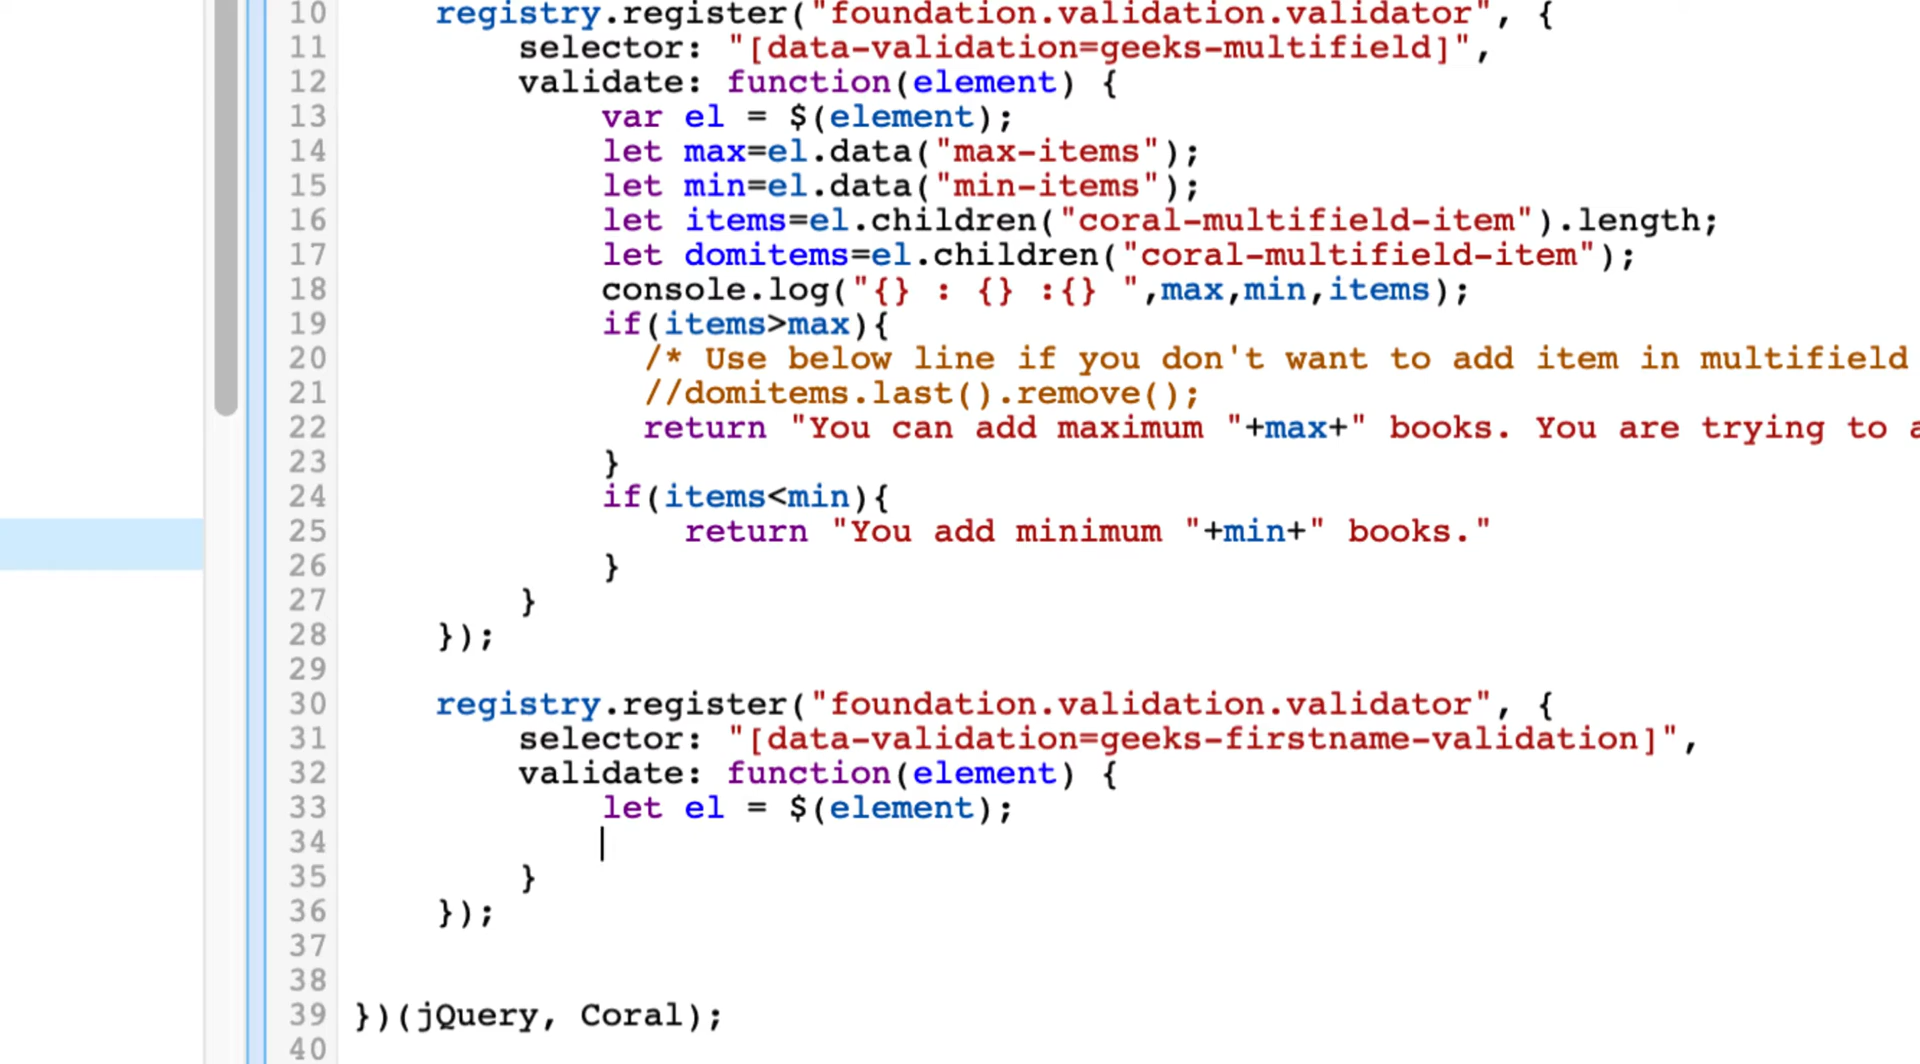 10 registry.register("foundation.validation.validator", {
11 selector: "[data-validation=geeks-multifield]",
12 validate: function(element) {
13 var el = $(element);
14 let max=el.data("max-items");
15 let min=el.data("min-items");
16 let items=el.children("coral-multifield-item").length;
17 let domitems=el.children("coral-multifield-item");
18 console.log("{} : {} :{} ",max,min,items);
19 if(items>max){
20 /* Use below line if you don't want to add item in multifield
21 //domitems.last().remove();
22 return "You can add maximum "+max+" books. You are trying to
23 }
24 if(items<min){
25 return "You add minimum "+min+" books."
26 }
27 }
28 });
29
30 registry.register("foundation.validation.validator", {
31 selector: "[data-validation=geeks-firstname-validation]",
32 validate: function(element) {
33 let el = $(element);
34
35 }
36 });
37
38
39 })(jQuery, Coral);
40